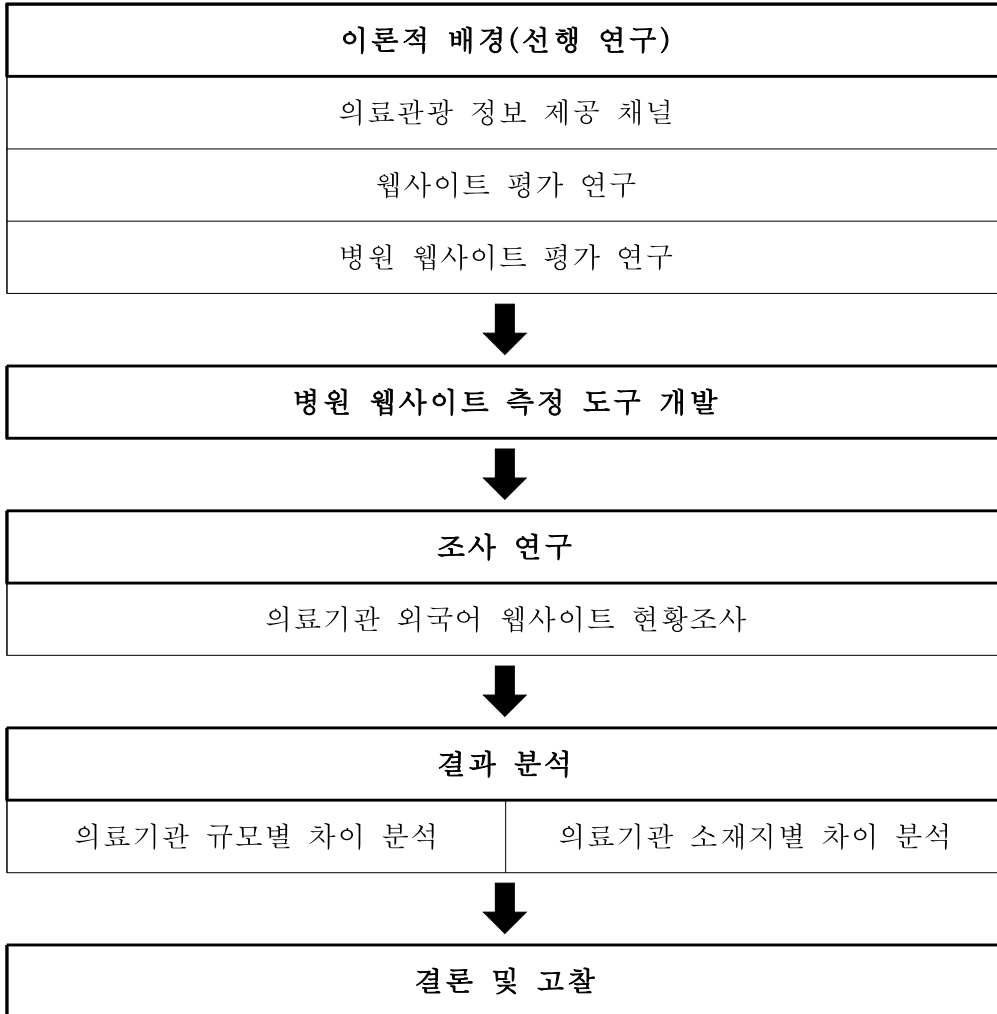 이론적 배경(선행 연구)
의료관광 정보 제공 채널
웹사이트 평가 연구
병원 웹사이트 평가 연구
병원 웹사이트 측정 도구 개발
조사 연구
의료기관 외국어 웹사이트 현황조사
결과 분석
의료기관 규모별 차이 분석
의료기관 소재지별 차이 분석
결론 및 고찰